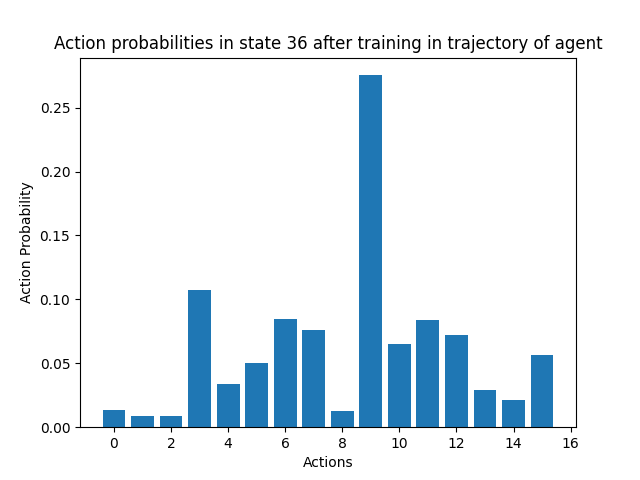 Action probabilities in state 36 after training in trajectory of agent
Action Probability
0.25
0.20
0.15
0.10
0.05
0.00
0 2 4 6 8 10 12 14 16
Actions